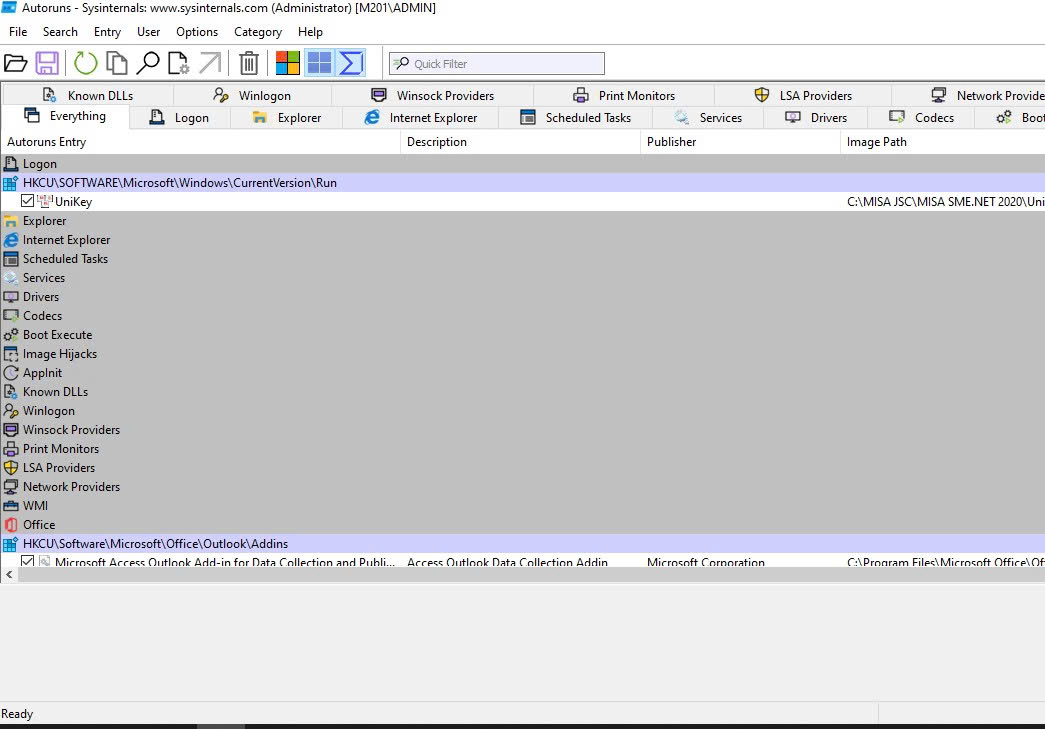 Autoruns - Sysinternals: www.sysinternals.com (Administrator) [M201\ADMIN]
File Search Entry User Options Category Help
Quick Filter
Known DLLs Winlogon Winsock Providers Print Monitors LSA Providers Network Provide
Everything Logon Explorer Internet Explorer Scheduled Tasks Services Drivers Codecs Boot
Autoruns Entry Description Publisher Image Path
Logon
HKCU\SOFTWARE\Microsoft\Windows\CurrentVersion\Run
UniKey C:\MISA JSC\MISA SME.NET 2020\Uni
Explorer
Internet Explorer
Scheduled Tasks
Services
Drivers
Codecs
Boot Execute
Image Hijacks
AppInit
Known DLLs
Winlogon
Winsock Providers
Print Monitors
LSA Providers
Network Providers
WMI
Office
HKCU\Software\Microsoft\Office\Outlook\Addins
Microsoft Access Outlook Add-in for Data Collection and Publi... Access Outlook Data Collection Addin Microsoft Corporation C:\Program Files\Microsoft Office\Of
Ready